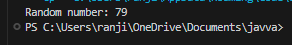 Random number: 79
PS C:\Users\ranji\OneDrive\Documents\javva>